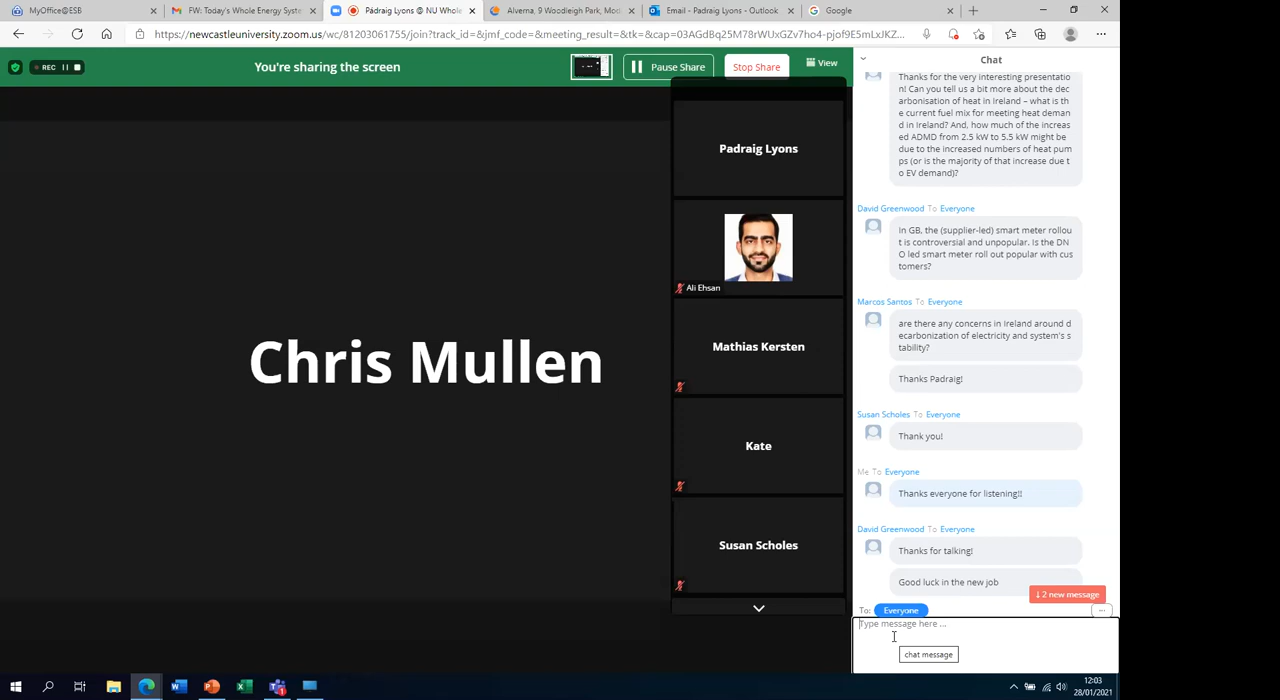 MyOffice@ESB
FW: Today's Whole Energy Syste
Padraig Lyons @ NU Whole
Alverna, 9 Woodleigh Park, Mod
Email - Padraig Lyons - Outlook
Google
https://newcastleuniversity.zoom.us/wc/81203061755/join?track_id=&jmf_code=&meeting_result=&tk=&cap=03AGdBq25M78rWUxGZv7ho4-pjof9E5mLxJKZ...
REC
You're sharing the screen
Pause Share
Stop Share
View
Chris Mullen
Padraig Lyons
Ali Ehsan
Mathias Kersten
Kate
Susan Scholes
Chat
Thanks for the very interesting presentatio
n! Can you tell us a bit more about the dec
arbonisation of heat in Ireland – what is th
e current fuel mix for meeting heat deman
d in Ireland? And, how much of the increas
ed ADMD from 2.5 kW to 5.5 kW might be
due to the increased numbers of heat pum
ps (or is the majority of that increase due t
o EV demand)?
David Greenwood To Everyone
In GB, the (supplier-led) smart meter rollou
t is controversial and unpopular. Is the DN
O led smart meter roll out popular with cus
tomers?
Marcos Santos To Everyone
are there any concerns in Ireland around d
ecarbonization of electricity and system's s
tability?
Thanks Padraig!
Susan Scholes To Everyone
Thank you!
Me To Everyone
Thanks everyone for listening!!
David Greenwood To Everyone
Thanks for talking!
Good luck in the new job
↓2 new message
To: Everyone
Type message here ...
chat message
12:03
28/01/2021